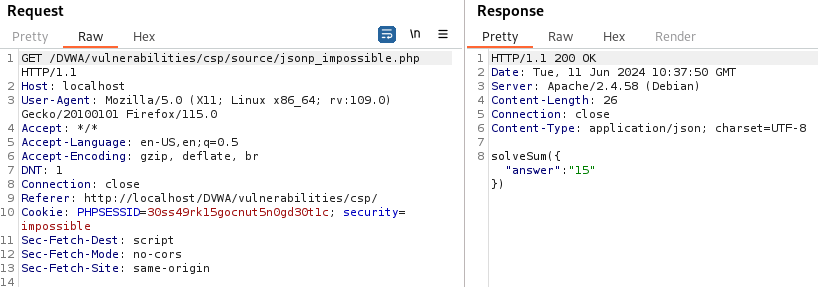 Request
Pretty Raw Hex
\n
1 GET /DVWA/vulnerabilities/csp/source/jsonp_impossible.php
HTTP/1.1
2 Host: localhost
3 User-Agent: Mozilla/5.0 (X11; Linux x86_64; rv:109.0)
Gecko/20100101 Firefox/115.0
4 Accept: */*
5 Accept-Language: en-US,en;q=0.5
6 Accept-Encoding: gzip, deflate, br
7 DNT: 1
8 Connection: close
9 Referer: http://localhost/DVWA/vulnerabilities/csp/
10 Cookie: PHPSESSID=30ss49rk15gocnut5n0gd30t1c; security=
impossible
11 Sec-Fetch-Dest: script
12 Sec-Fetch-Mode: no-cors
13 Sec-Fetch-Site: same-origin
14
Response
Pretty Raw Hex Render
1 HTTP/1.1 200 OK
2 Date: Tue, 11 Jun 2024 10:37:50 GMT
3 Server: Apache/2.4.58 (Debian)
4 Content-Length: 26
5 Connection: close
6 Content-Type: application/json; charset=UTF-8
7
8 solveSum({
"answer":"15"
})